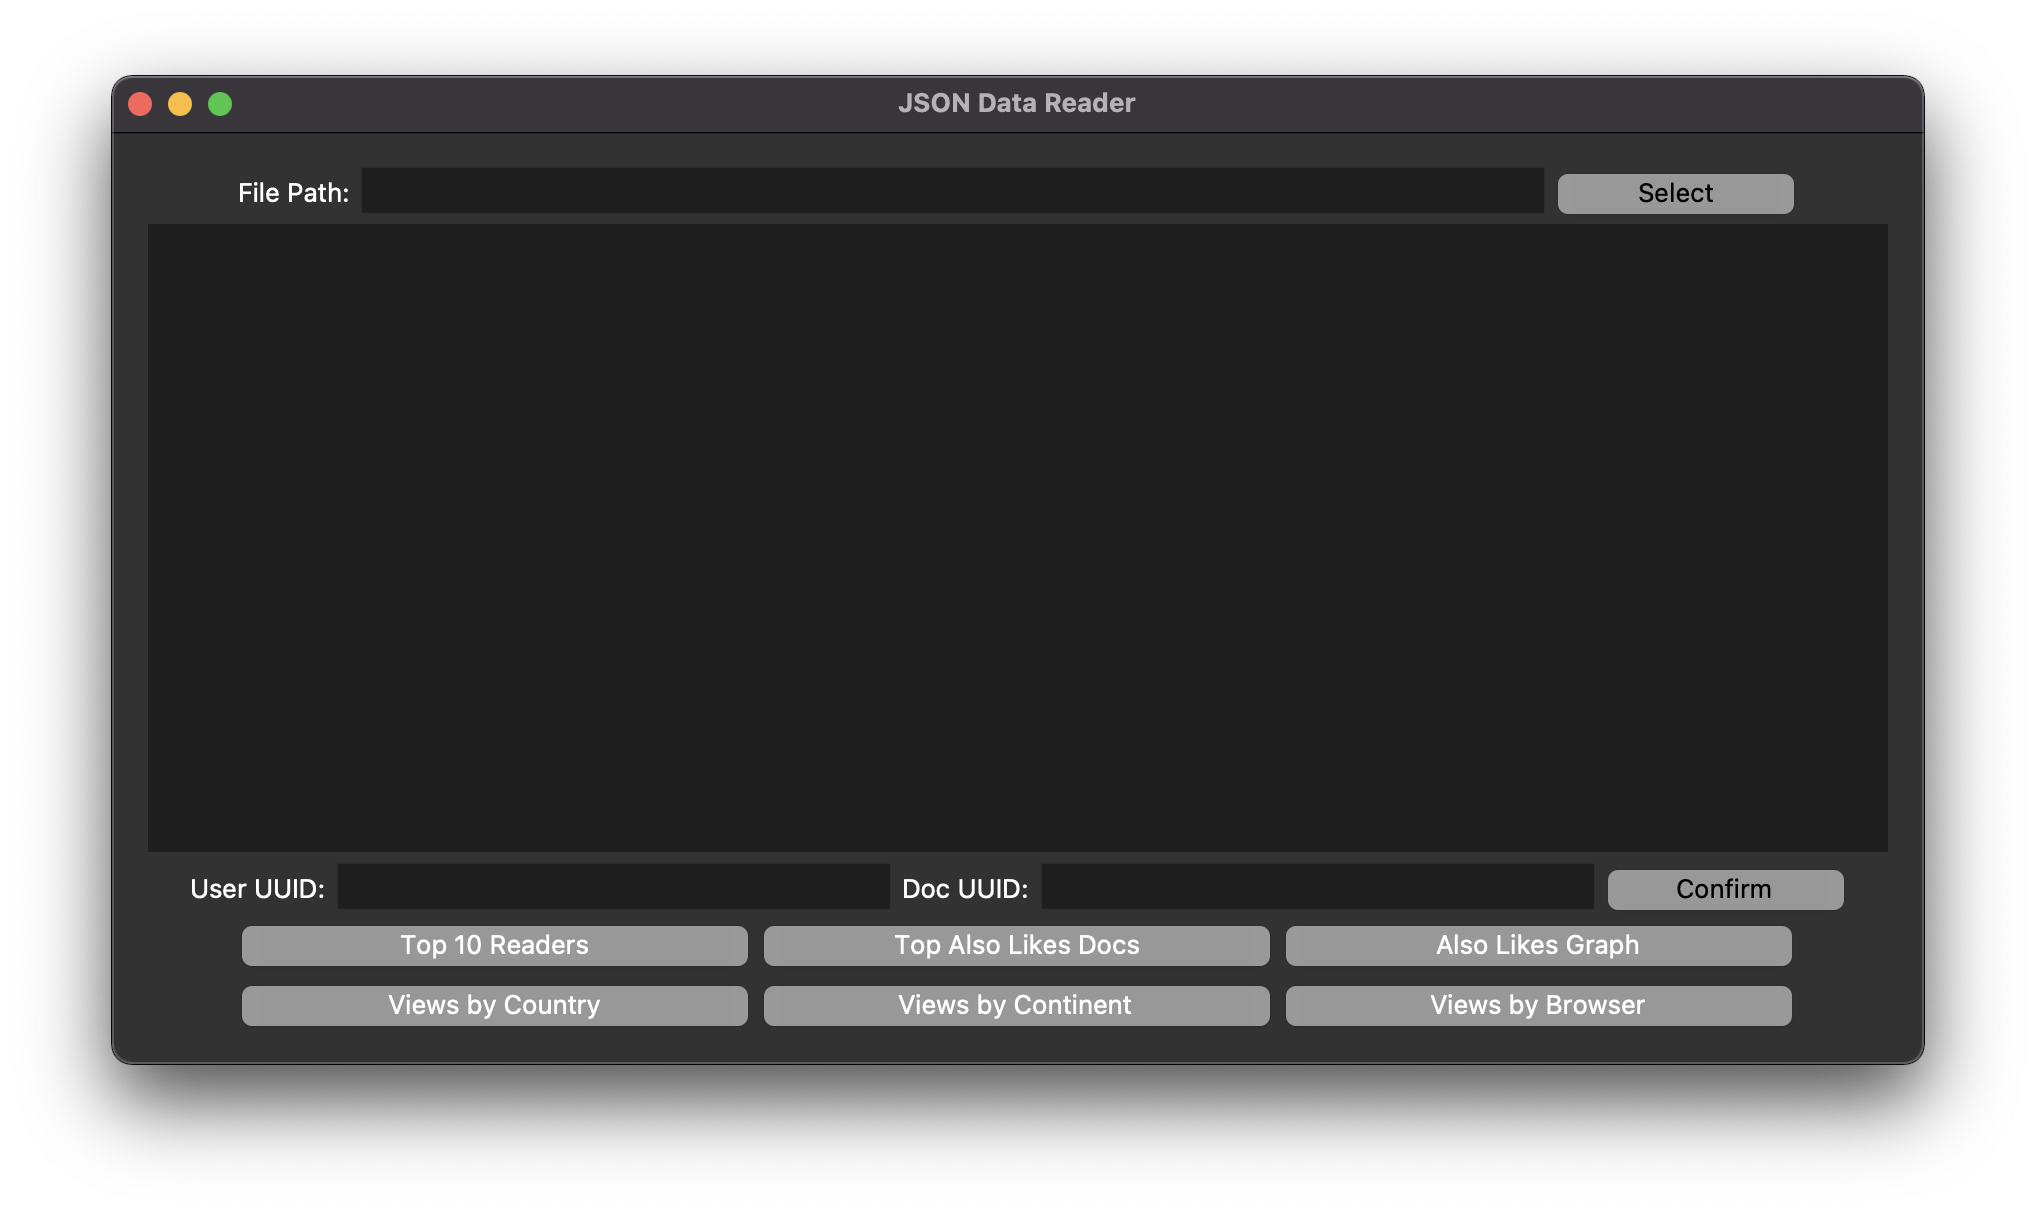 JSON Data Reader
File Path: Select
User UUID: Doc UUID: Confirm
Top 10 Readers Top Also Likes Docs Also Likes Graph
Views by Country Views by Continent Views by Browser